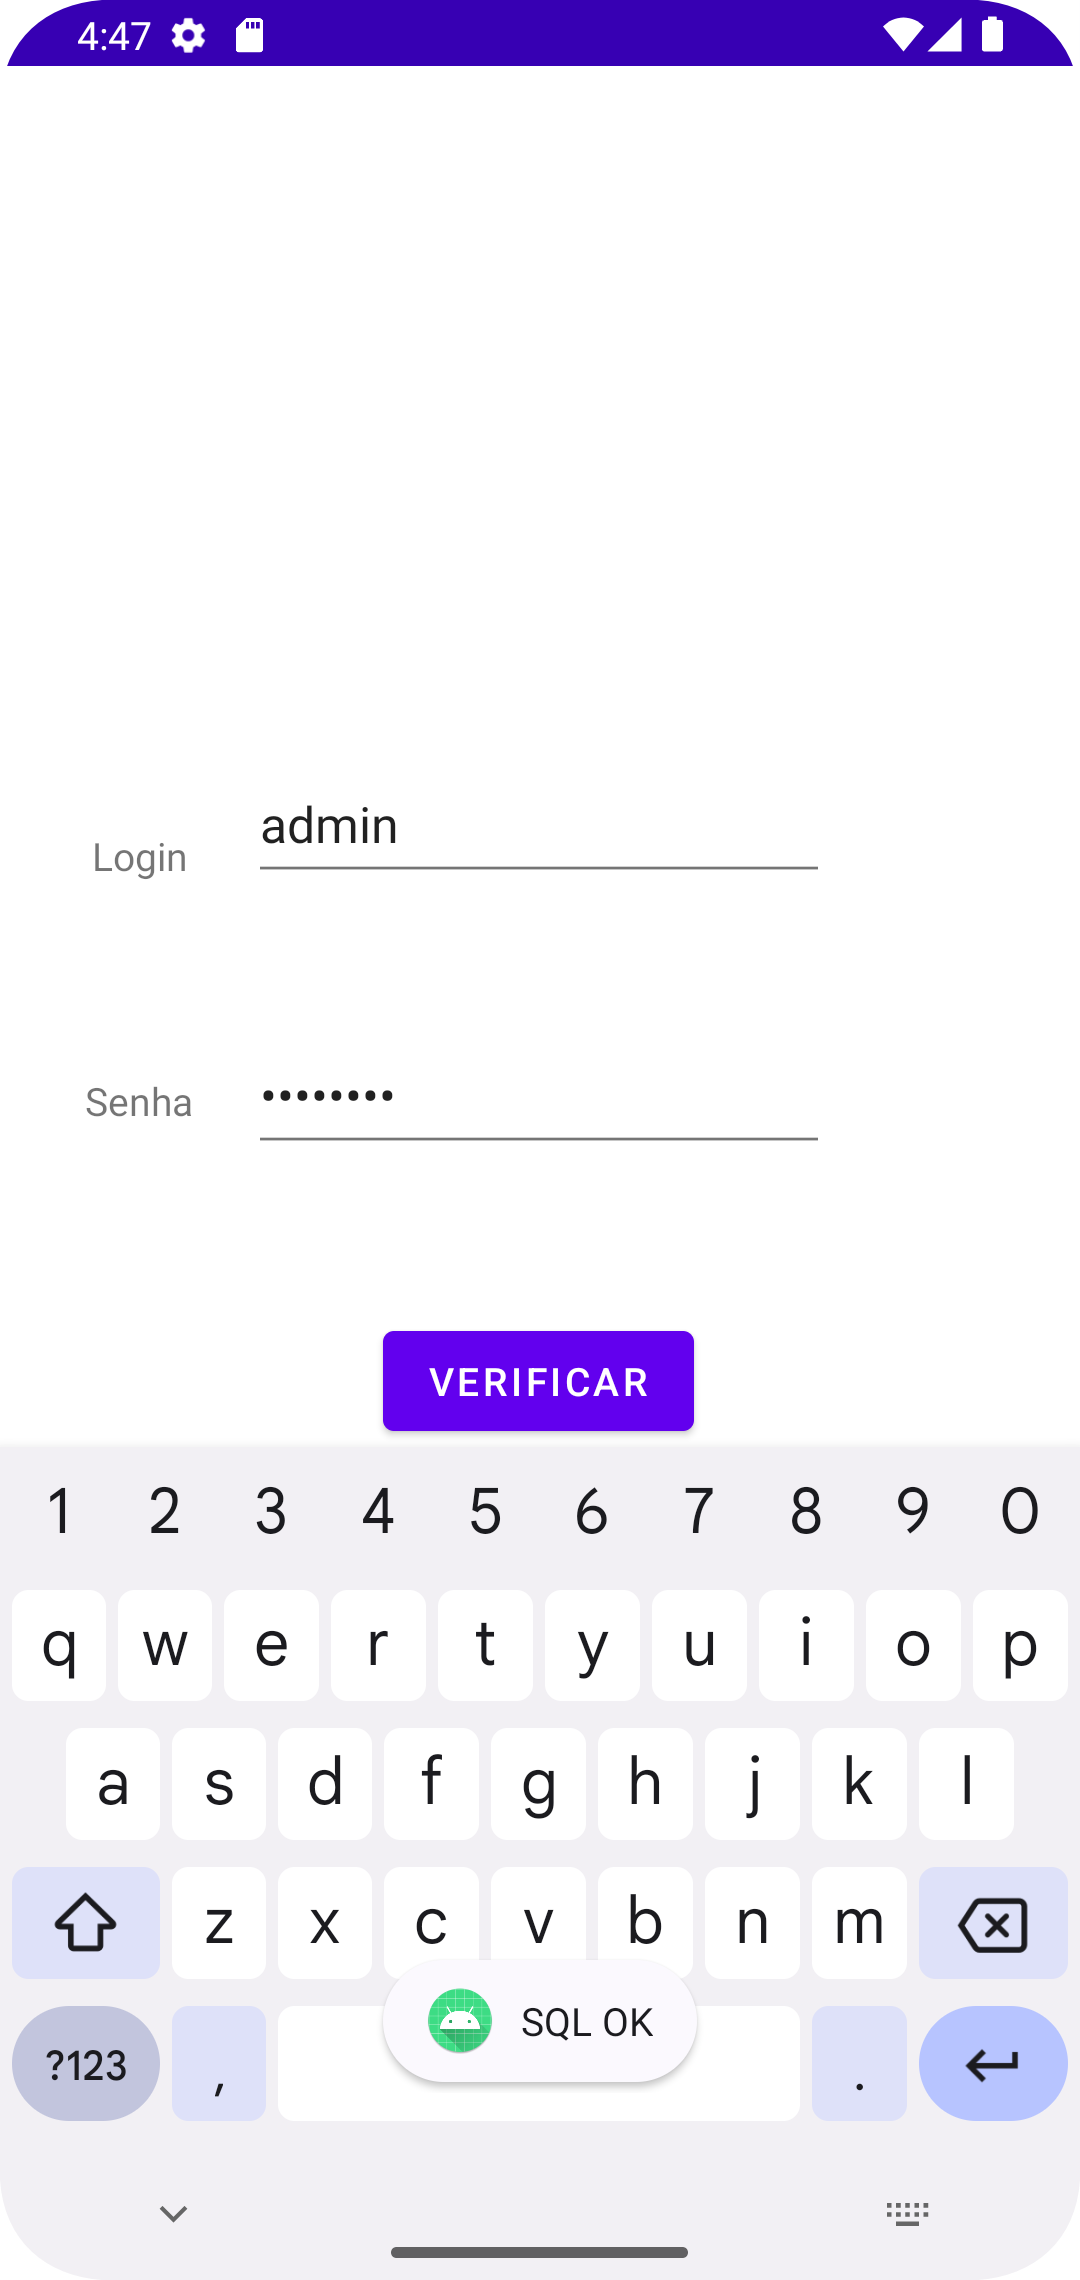 4:47
admin
Login
Senha
••••••••
VERIFICAR
1 2 3 4 5 6 7 8 9 0
q w e r t y u i o p
a s d f g h j k l
z x c v b n m
SQL OK
?123 , .